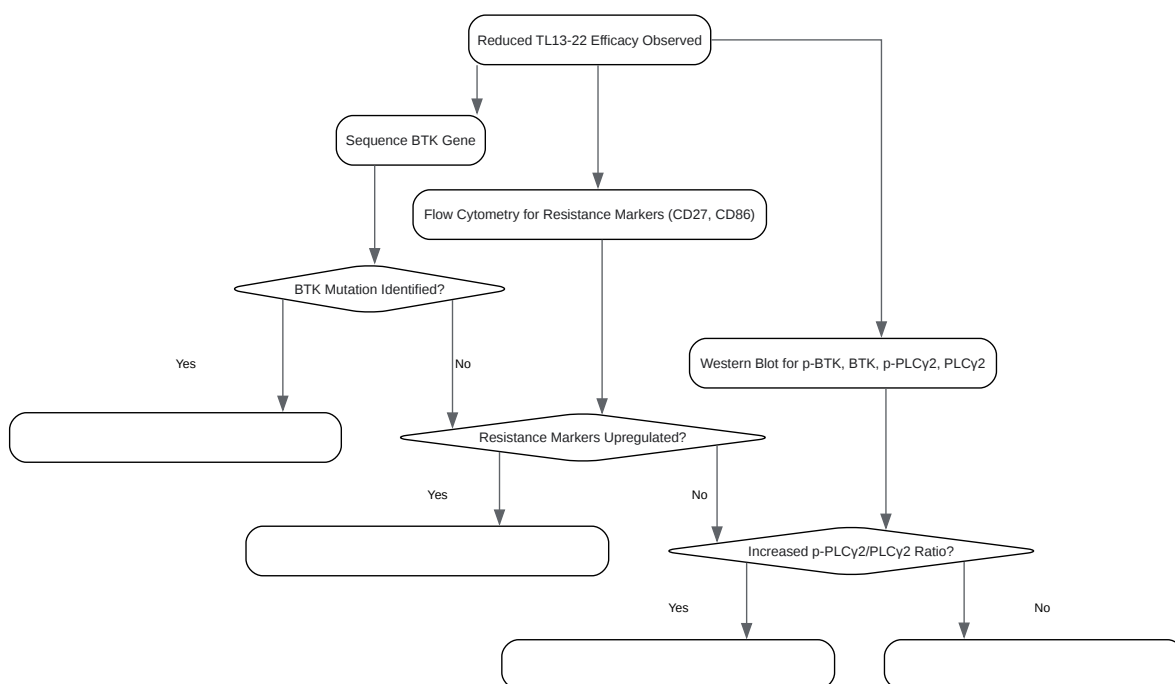 Reduced TL13-22 Efficacy Observed
Sequence BTK Gene
Flow Cytometry for Resistance Markers (CD27, CD86)
BTK Mutation Identified?
Yes
No
Western Blot for p-BTK, BTK, p-PLCγ2, PLCγ2
Resistance Markers Upregulated?
Yes
No
Increased p-PLCγ2/PLCγ2 Ratio?
Yes
No